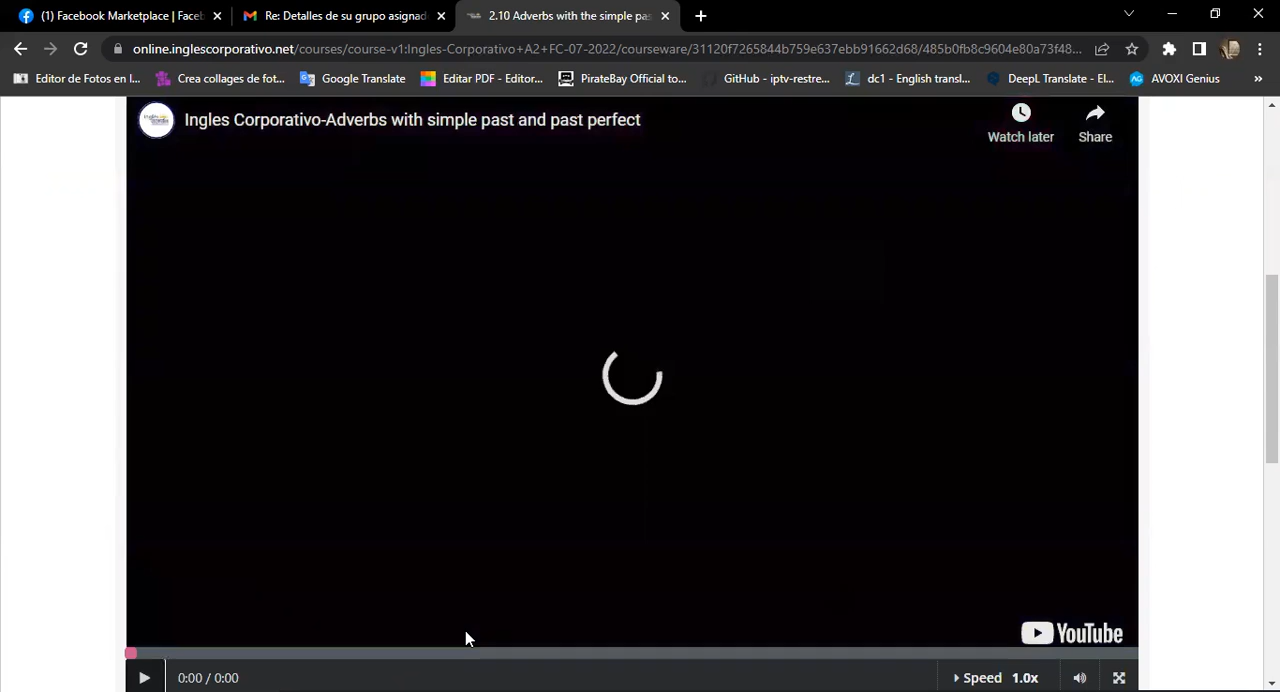 (1) Facebook Marketplace | Faceb
Re: Detalles de su grupo asignad
2.10 Adverbs with the simple pas
online.inglescorporativo.net/courses/course-v1:Ingles-Corporativo+A2+FC-07-2022/courseware/31120f7265844b759e637ebb91662d68/485b0fb8c9604e80a73f48...
Editor de Fotos en l...
Crea collages de fot...
Google Translate
Editar PDF - Editor...
PirateBay Official to...
GitHub - iptv-restre...
dc1 - English transl...
DeepL Translate - El...
AVOXI Genius
Ingles Corporativo-Adverbs with simple past and past perfect
Watch later
Share
YouTube
0:00 / 0:00
Speed 1.0x